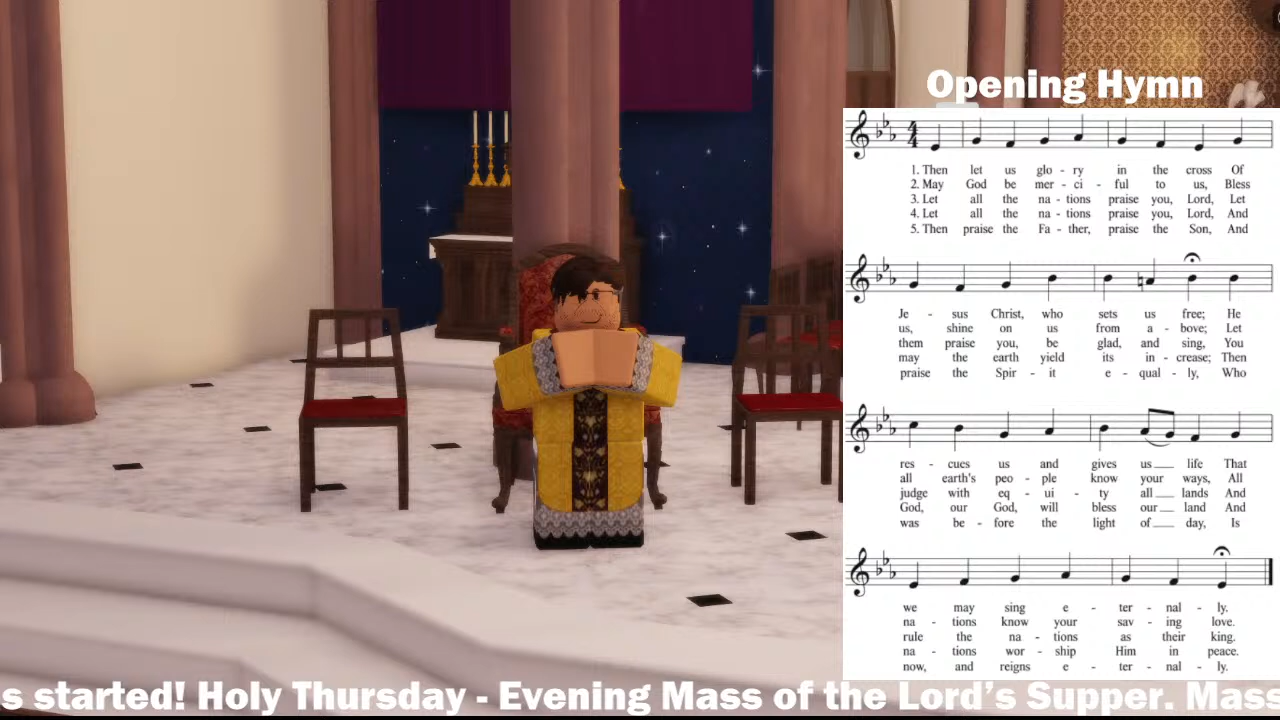 Opening Hymn
1. Then let us glo - ry in the cross Of
2. May God be mer - ci - ful to us, Bless
3. Let all the na - tions praise you, Lord, Let
4. Let all the na - tions praise you, Lord, And
5. Then praise the Fa - ther, praise the Son, And
Je - sus Christ, who sets us free; He
us, shine on us from a - bove; Let
them praise you, be glad, and sing, You
may the earth yield its in - crease; Then
praise the Spir - it e - qual - ly, Who
res - cues us and gives us life That
all earth's peo - ple know your ways, All
judge with eq - ui - ty all lands And
God, our God, will bless our land And
was be - fore the light of day, Is
we may sing e - ter - nal - ly.
na - tions know your sav - ing love.
rule the na - tions as their king.
na - tions wor - ship Him in peace.
now, and reigns e - ter - nal - ly.
s started! Holy Thursday - Evening Mass of the Lord’s Supper. Mass